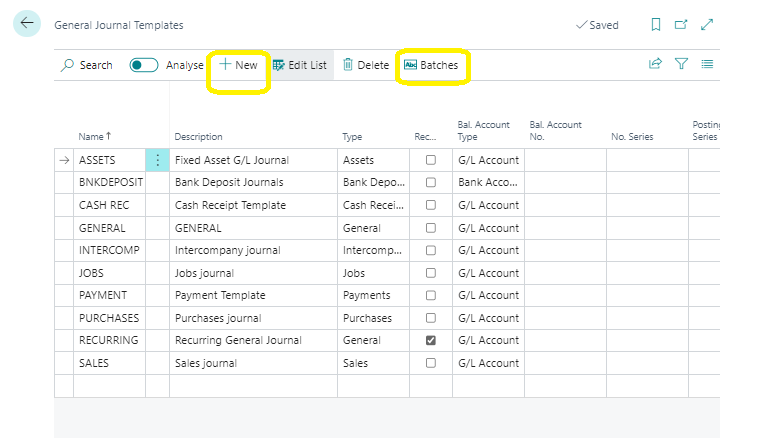 General Journal Templates Saved
Search Analyse New Edit List Delete Batches
Name ↑ Description Type Rec... Bal. Account Type Bal. Account No. No. Series Posting Series
ASSETS Fixed Asset G/L Journal Assets G/L Account
BNKDEPOSIT Bank Deposit Journals Bank Depo... Bank Acco...
CASH REC Cash Receipt Template Cash Recei... G/L Account
GENERAL GENERAL General G/L Account
INTERCOMP Intercompany journal Intercomp... G/L Account
JOBS Jobs journal Jobs G/L Account
PAYMENT Payment Template Payments G/L Account
PURCHASES Purchases journal Purchases G/L Account
RECURRING Recurring General Journal General G/L Account
SALES Sales journal Sales G/L Account